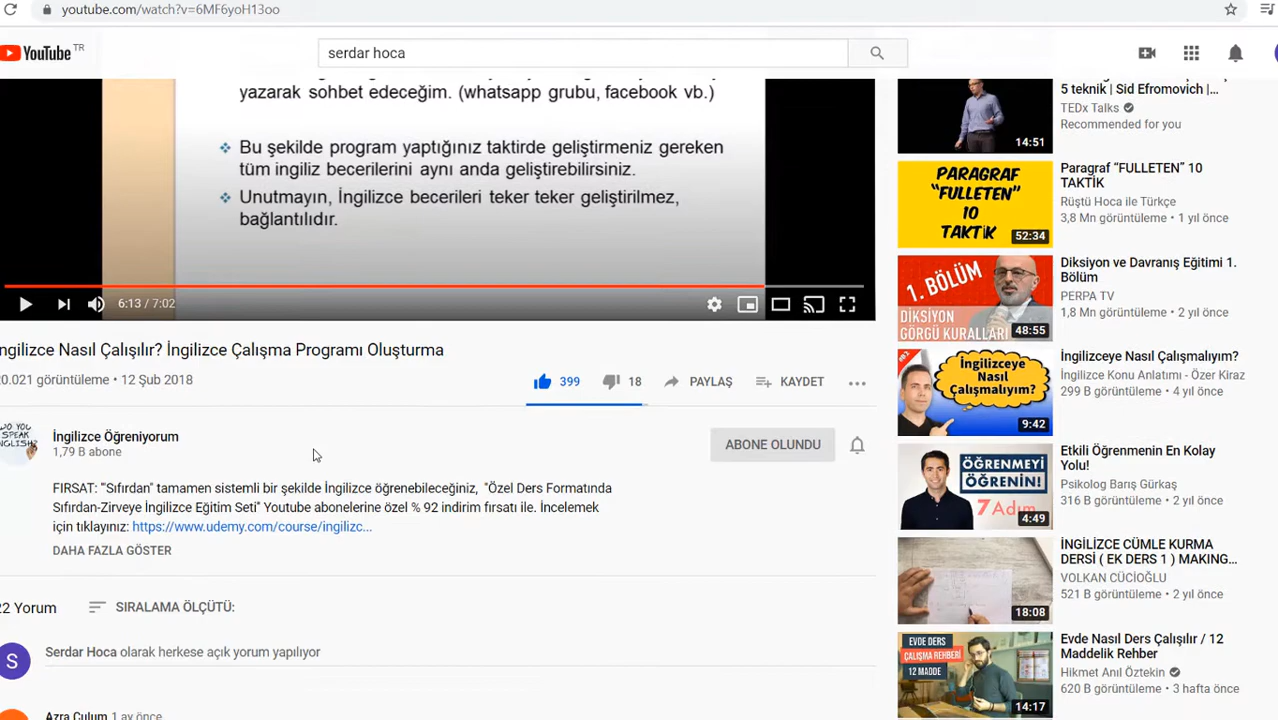 youtube.com/watch?v=6MF6yoH13oo
YouTube TR
serdar hoca
yazarak sohbet edeceğim. (whatsapp grubu, facebook vb.)
❖ Bu şekilde program yaptığınız taktirde geliştirmeniz gereken
tüm ingiliz becerilerini aynı anda geliştirebilirsiniz.
❖ Unutmayın, İngilizce becerileri teker teker geliştirilmez,
bağlantılıdır.
6:13 / 7:02
ngilizce Nasıl Çalışılır? İngilizce Çalışma Programı Oluşturma
0.021 görüntüleme • 12 Şub 2018
399
18
PAYLAŞ
KAYDET
WO YOU
SPEAK
ENGLISH?
İngilizce Öğreniyorum
1,79 B abone
ABONE OLUNDU
FIRSAT: "Sıfırdan" tamamen sistemli bir şekilde İngilizce öğrenebileceğiniz, "Özel Ders Formatında
Sıfırdan-Zirveye İngilizce Eğitim Seti" Youtube abonelerine özel % 92 indirim fırsatı ile. İncelemek
için tıklayınız: https://www.udemy.com/course/ingilizc...
DAHA FAZLA GÖSTER
22 Yorum
SIRALAMA ÖLÇÜTÜ:
S
Serdar Hoca olarak herkese açık yorum yapılıyor
Azra Culum 1 ay önce
14:51
5 teknik | Sid Efromovich |...
TEDx Talks
Recommended for you
PARAGRAF
"FULLETEN"
10
TAKTİK
52:34
Paragraf “FULLETEN” 10
TAKTİK
Rüştü Hoca ile Türkçe
3,8 Mn görüntüleme • 1 yıl önce
1. BÖLÜM
DİKSİYON
GÖRGÜ KURALLARI
48:55
Diksiyon ve Davranış Eğitimi 1.
Bölüm
PERPA TV
1,8 Mn görüntüleme • 2 yıl önce
İngilizceye
Nasıl
Çalışmalıyım?
9:42
İngilizceye Nasıl Çalışmalıyım?
İngilizce Konu Anlatımı - Özer Kiraz
299 B görüntüleme • 4 yıl önce
ÖĞRENMEYİ
ÖĞRENİN!
7 Adım
4:49
Etkili Öğrenmenin En Kolay
Yolu!
Psikolog Barış Gürkaş
316 B görüntüleme • 2 yıl önce
18:08
İNGİLİZCE CÜMLE KURMA
DERSİ ( EK DERS 1 ) MAKING...
VOLKAN CÜCİOĞLU
521 B görüntüleme • 2 yıl önce
EVDE DERS
ÇALIŞMA REHBERİ
12 MADDE
14:17
Evde Nasıl Ders Çalışılır / 12
Maddelik Rehber
Hikmet Anıl Öztekin
620 B görüntüleme • 3 hafta önce